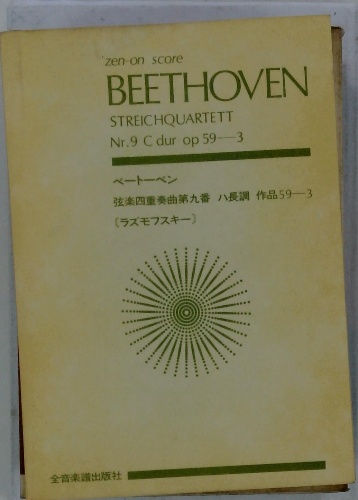 zen-on score
BEETHOVEN
STREICHQUARTETT
Nr.9 C dur op 59—3
ベートーベン
弦楽四重奏曲第九番 ハ長調 作品59—3
〔ラズモフスキー〕
全音楽譜出版社